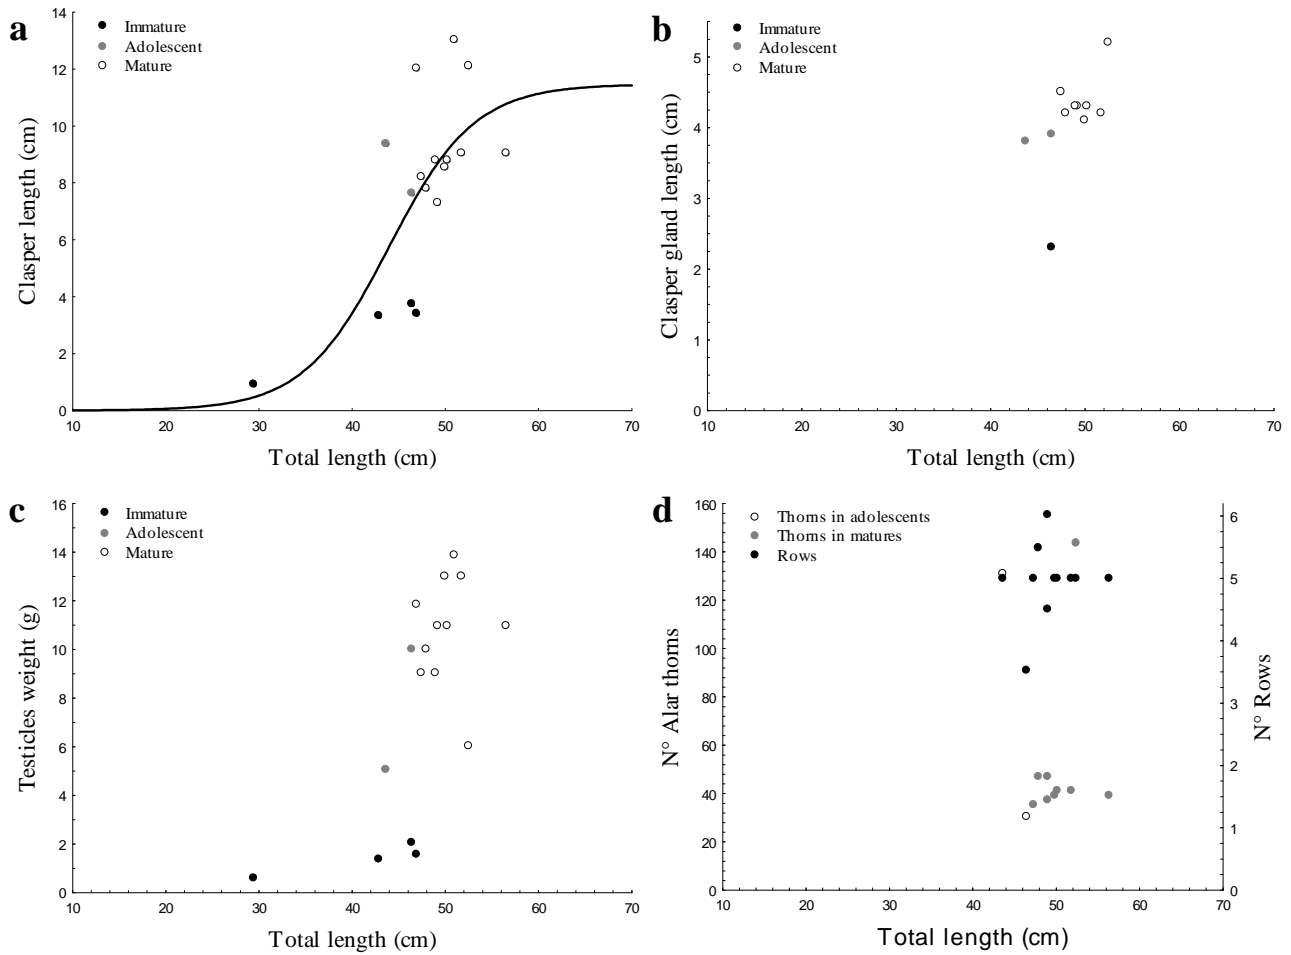 a
Immature
Adolescent
Mature
14
12
10
8
6
4
2
0
Clasper length (cm)
10 20 30 40 50 60 70
Total length (cm)
b
Immature
Adolescent
Mature
5
4
3
2
1
0
Clasper gland length (cm)
10 20 30 40 50 60 70
Total length (cm)
c
Immature
Adolescent
Mature
16
14
12
10
8
6
4
2
0
Testicles weight (g)
10 20 30 40 50 60 70
Total length (cm)
d
Thorns in adolescents
Thorns in matures
Rows
160
140
120
100
80
60
40
20
0
N° Alar thorns
6
5
4
3
2
1
0
N° Rows
10 20 30 40 50 60 70
Total length (cm)